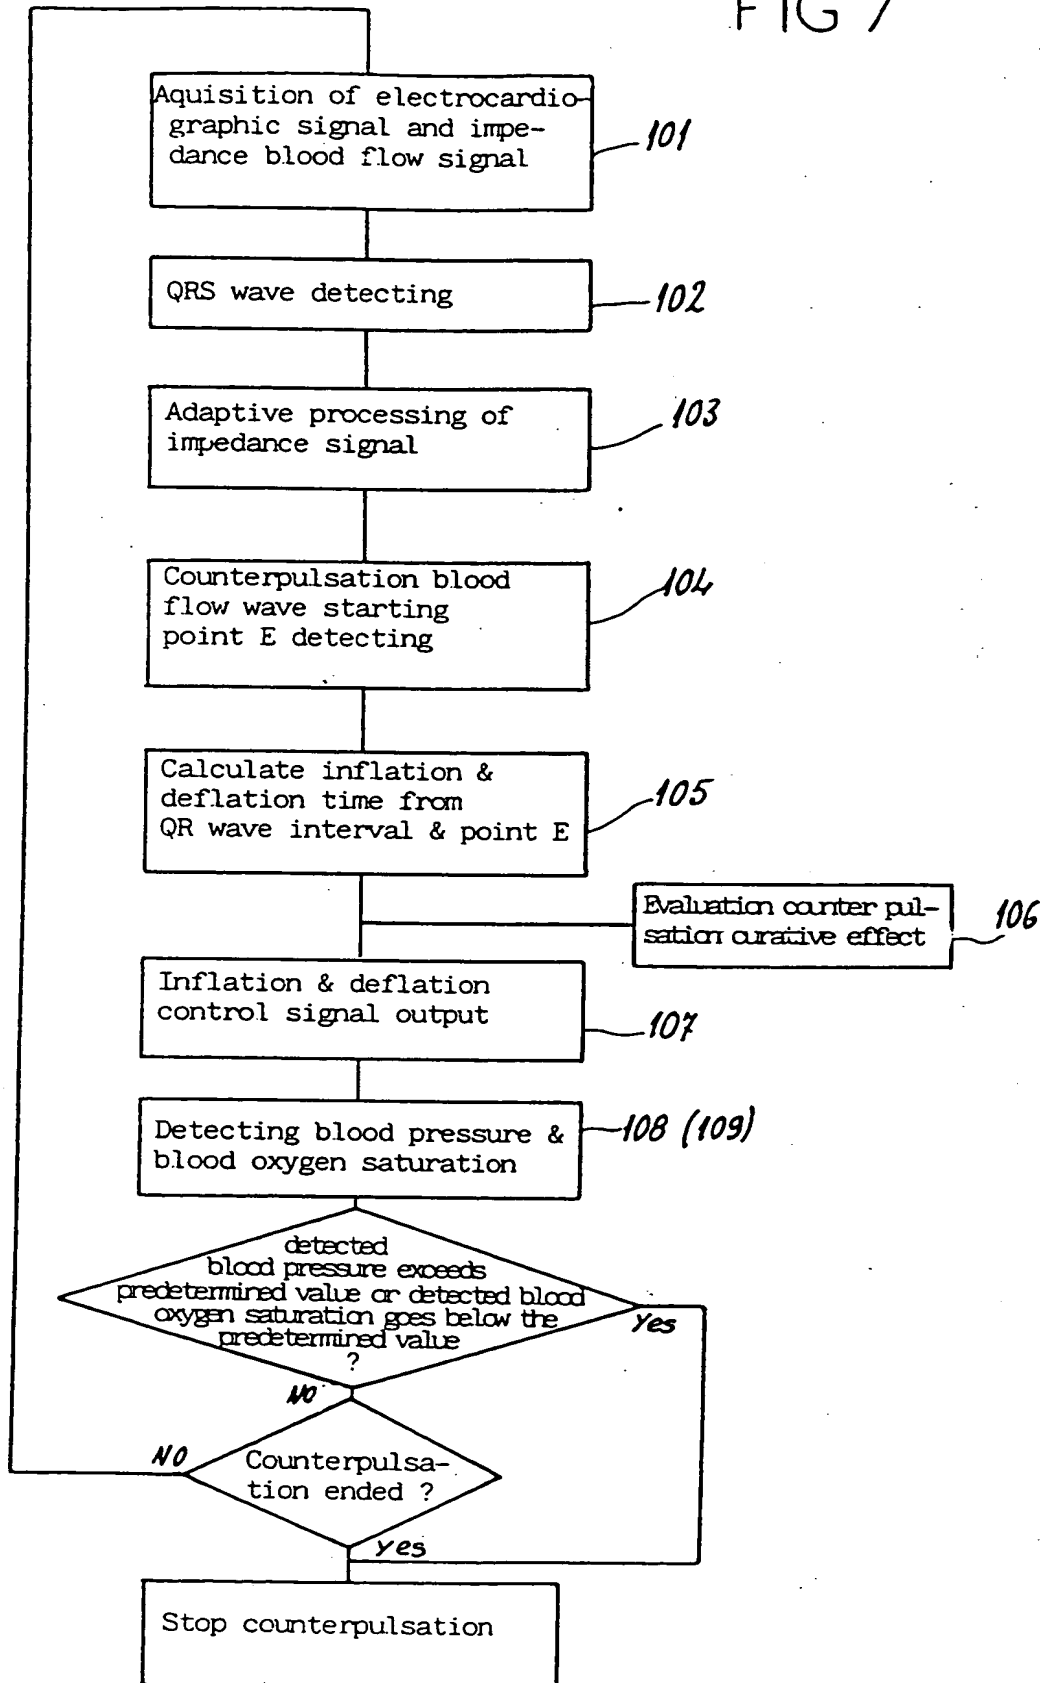 FIG 7
Aquisition of electrocardio-
graphic signal and impe-
dance blood flow signal
101
QRS wave detecting
102
Adaptive processing of
impedance signal
103
Counterpulsation blood
flow wave starting
point E detecting
104
Calculate inflation &
deflation time from
QR wave interval & point E
105
Evaluation counter pul-
sation curative effect
106
Inflation & deflation
control signal output
107
Detecting blood pressure &
blood oxygen saturation
108 (109)
detected
blood pressure exceeds
predetermined value or detected blood
oxygen saturation goes below the
predetermined value
?
Yes
NO
NO
Counterpulsa-
tion ended ?
yes
Stop counterpulsation